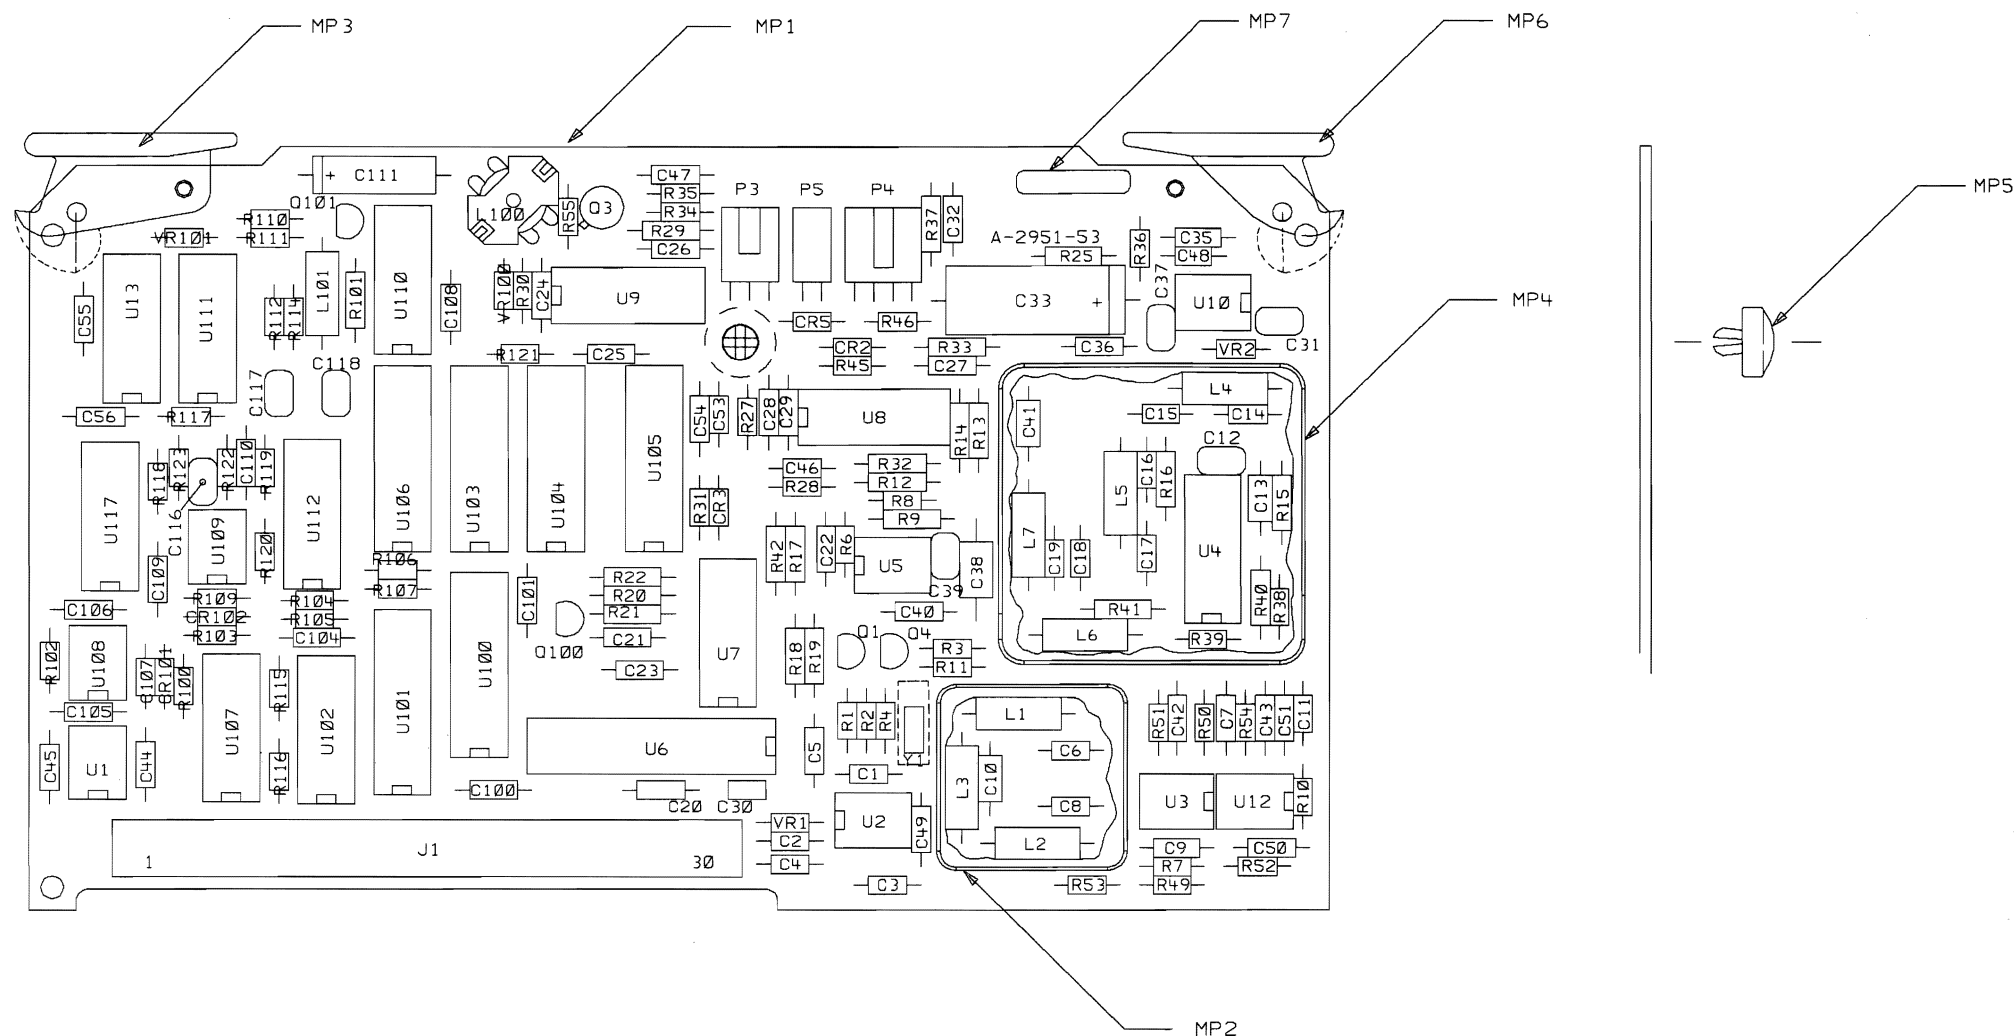 MP3
MP1
MP7
MP6
MP5
MP4
MP2
C111
Q101
R110
R111
VR101
L100
R55
Q3
C47
R35
R34
R29
C26
P3
P5
P4
R37
C32
A-2951-53
R25
R36
C35
C48
C37
U13
U111
C55
R112
R114
L101
R101
U110
C108
VR100
R30
C24
U9
C33
+
+
U10
C31
VR2
CR5
R46
CR2
R45
R33
C27
C36
R121
C25
C117
C118
C56
R117
U106
U103
U104
U105
C54
C53
R27
C28
C29
U8
R14
R13
C41
L4
C15
C14
C12
L5
C16
R16
C13
R15
U117
R118
R123
R122
C110
R119
C116
U109
R120
U112
C109
R31
CR3
C46
R28
R32
R12
R8
R9
R42
R17
C22
R6
U5
C39
C38
C40
L7
C19
C18
C17
U4
R41
R40
R38
L6
R39
C106
R109
CR102
R103
R104
R105
C104
R106
R107
C101
Q100
R22
R20
R21
C21
C23
U7
R18
R19
Q1
Q4
R3
R11
R102
U108
C107
CR101
R100
C105
U107
R115
R116
U102
U101
U100
U6
C5
R1
R2
R4
Y1
L1
C6
L3
C10
C8
L2
R51
C42
R50
C7
R54
C43
C51
C11
C45
U1
C44
C100
C20
C30
C1
U2
C49
U3
U12
R10
VR1
C2
C4
C3
R53
C9
R7
R49
C50
R52
J1
1
30